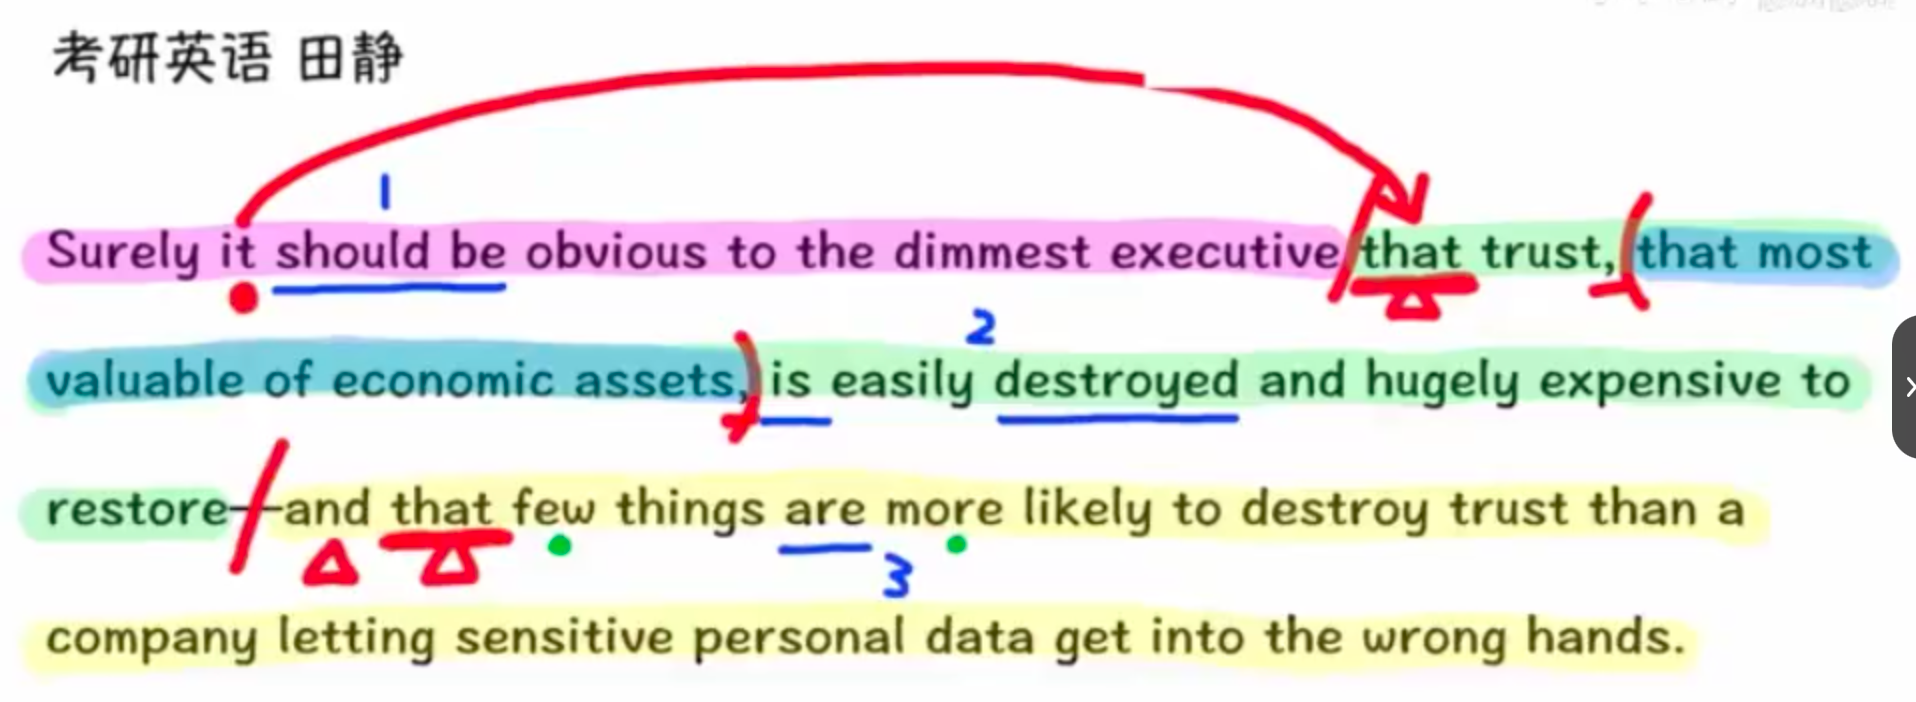 考研英语 田静
1
Surely it should be obvious to the dimmest executive that trust, that most
2
valuable of economic assets, is easily destroyed and hugely expensive to
restore—and that few things are more likely to destroy trust than a
3
company letting sensitive personal data get into the wrong hands.